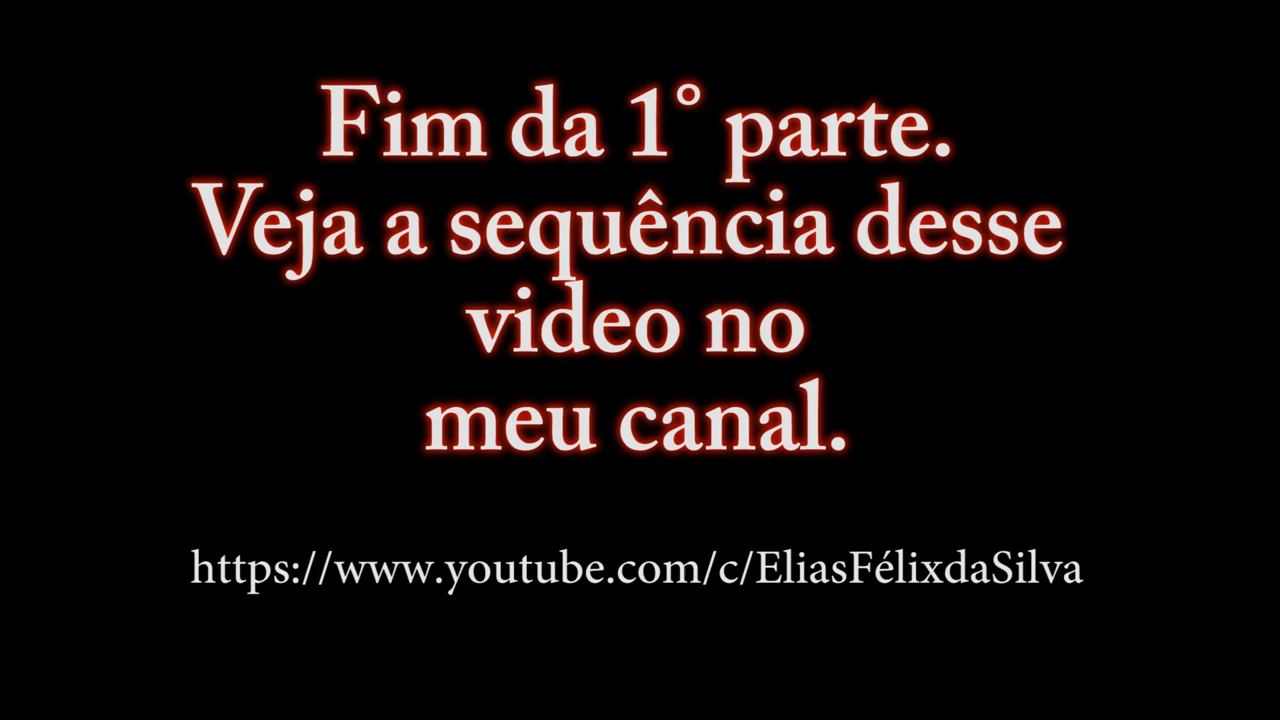 Fim da 1° parte.
Veja a sequência desse
video no
meu canal.
https://www.youtube.com/c/EliasFélixdaSilva